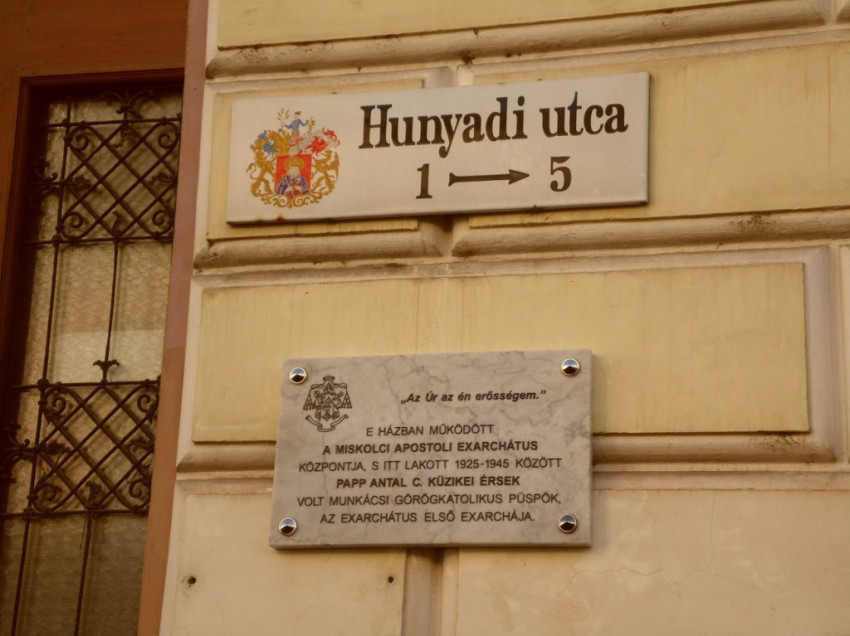 Hunyadi utca
1 → 5
„Az Úr az én erősségem."
E HÁZBAN MŰKÖDÖTT
A MISKOLCI APOSTOLI EXARCHÁTUS
KÖZPONTJA, S ITT LAKOTT 1925-1945 KÖZÖTT
PAPP ANTAL C. KÜZIKEI ÉRSEK
VOLT MUNKÁCSI GÖRÖGKATOLIKUS PÜSPÖK,
AZ EXARCHÁTUS ELSŐ EXARCHÁJA.